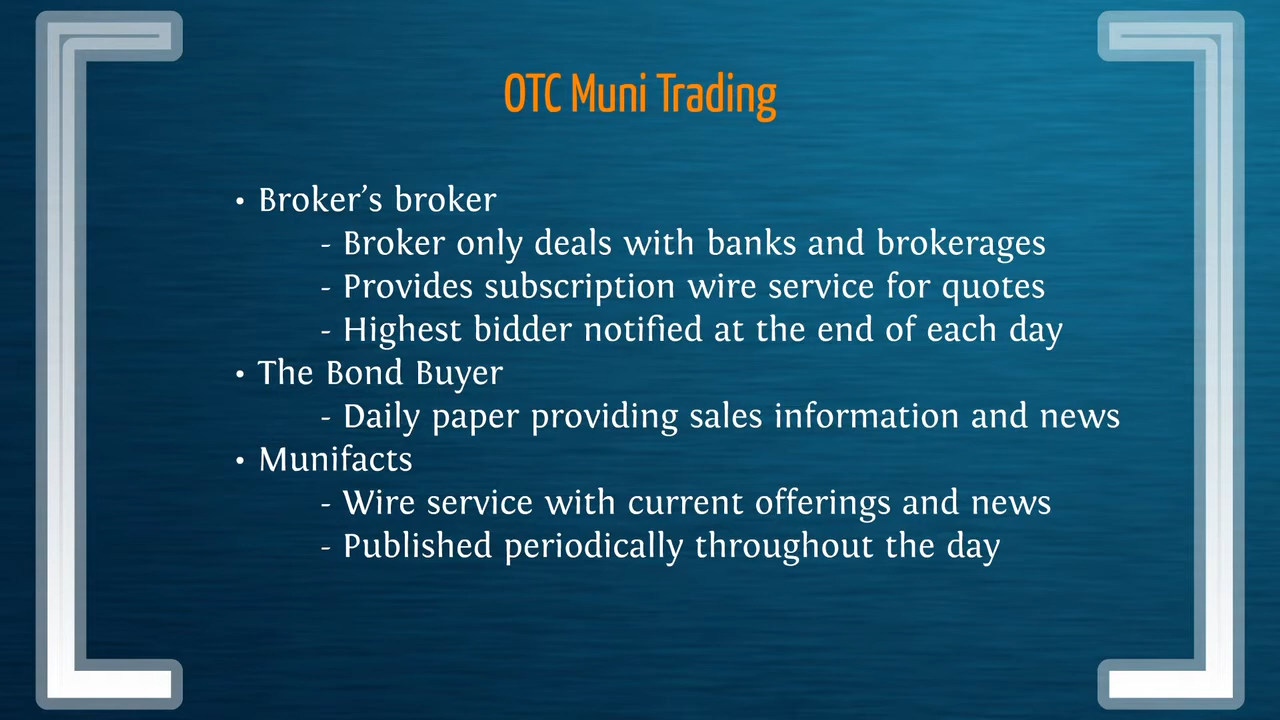 OTC Muni Trading
• Broker’s broker
- Broker only deals with banks and brokerages
- Provides subscription wire service for quotes
- Highest bidder notified at the end of each day
• The Bond Buyer
- Daily paper providing sales information and news
• Munifacts
- Wire service with current offerings and news
- Published periodically throughout the day